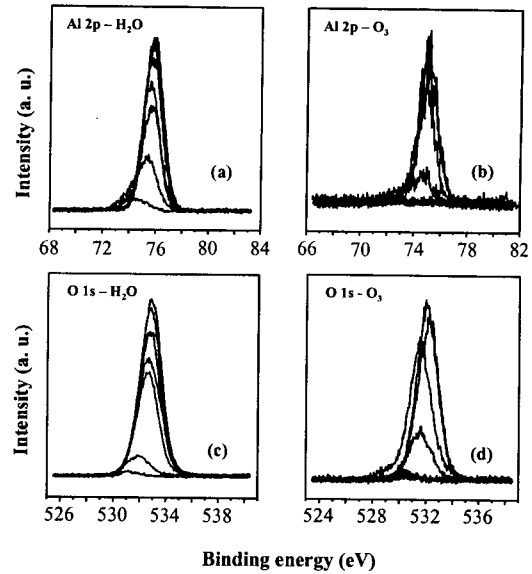 Al 2p – H₂O
Al 2p – O₃
Intensity (a. u.)
(a)
(b)
68 72 76 80 84
66 70 74 78 82
O 1s – H₂O
O 1s - O₃
Intensity (a. u.)
(c)
(d)
526 530 534 538
524 528 532 536
Binding energy (eV)